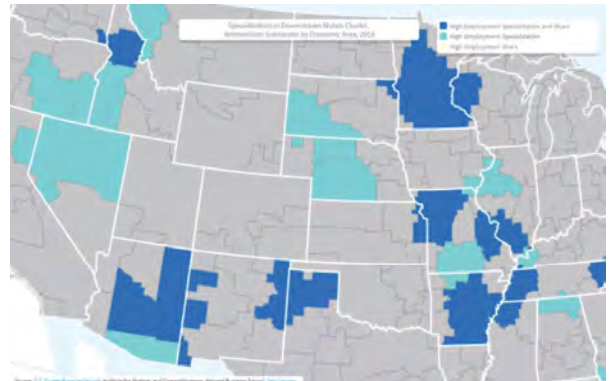 Specialization in Downstream Metals Cluster,
Ammunition Subcluster by Economic Area, 2016
High Employment Specialization and Share
High Employment Specialization
High Employment Share